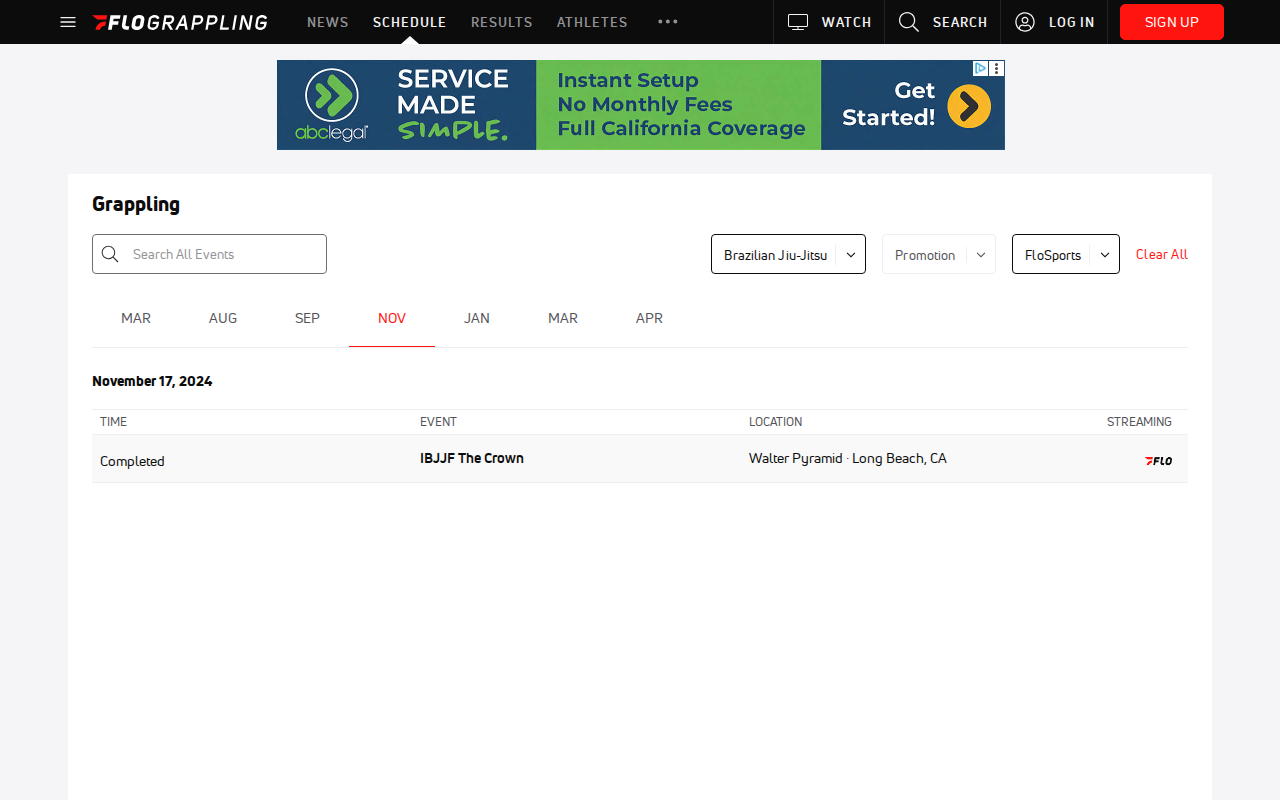 FLOGRAPPLING NEWS SCHEDULE RESULTS ATHLETES WATCH SEARCH LOG IN SIGN UP
abclegal
SERVICE
MADE
SIMPLE.
Instant Setup
No Monthly Fees
Full California Coverage
Get
Started!
Grappling
Search All Events Brazilian Jiu-Jitsu Promotion FloSports Clear All
MAR AUG SEP NOV JAN MAR APR
November 17, 2024
TIME EVENT LOCATION STREAMING
Completed IBJJF The Crown Walter Pyramid · Long Beach, CA FLO